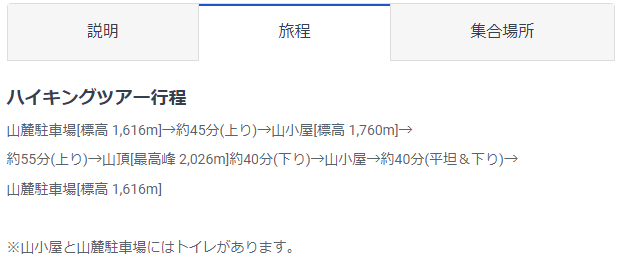 説明
旅程
集合場所
ハイキングツアー行程
山麓駐車場[標高 1,616m]→約45分(上り)→山小屋[標高 1,760m]→
約55分(上り)→山頂[最高峰 2,026m]約40分(下り)→山小屋→約40分(平坦＆下り)→
山麓駐車場[標高 1,616m]
※山小屋と山麓駐車場にはトイレがあります。